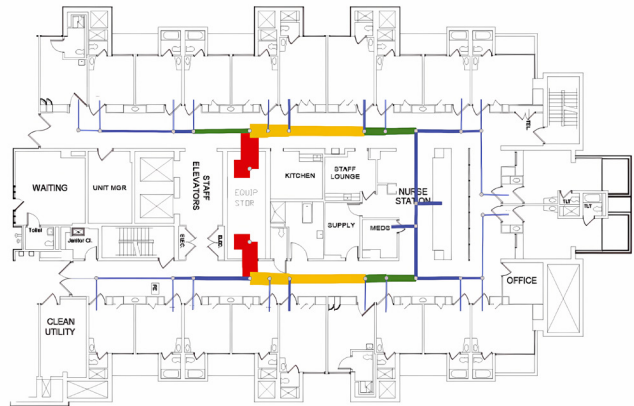 TEL
WAITING
UNIT MGR
STAFF
ELEVATORS
EQUIP
STOR
KITCHEN
STAFF
LOUNGE
NURSE
STATION
SUPPLY
MEDS
TLT
TLT
Toilet
Janitor Cl.
ELEC
ELEC
OFFICE
CLEAN
UTILITY